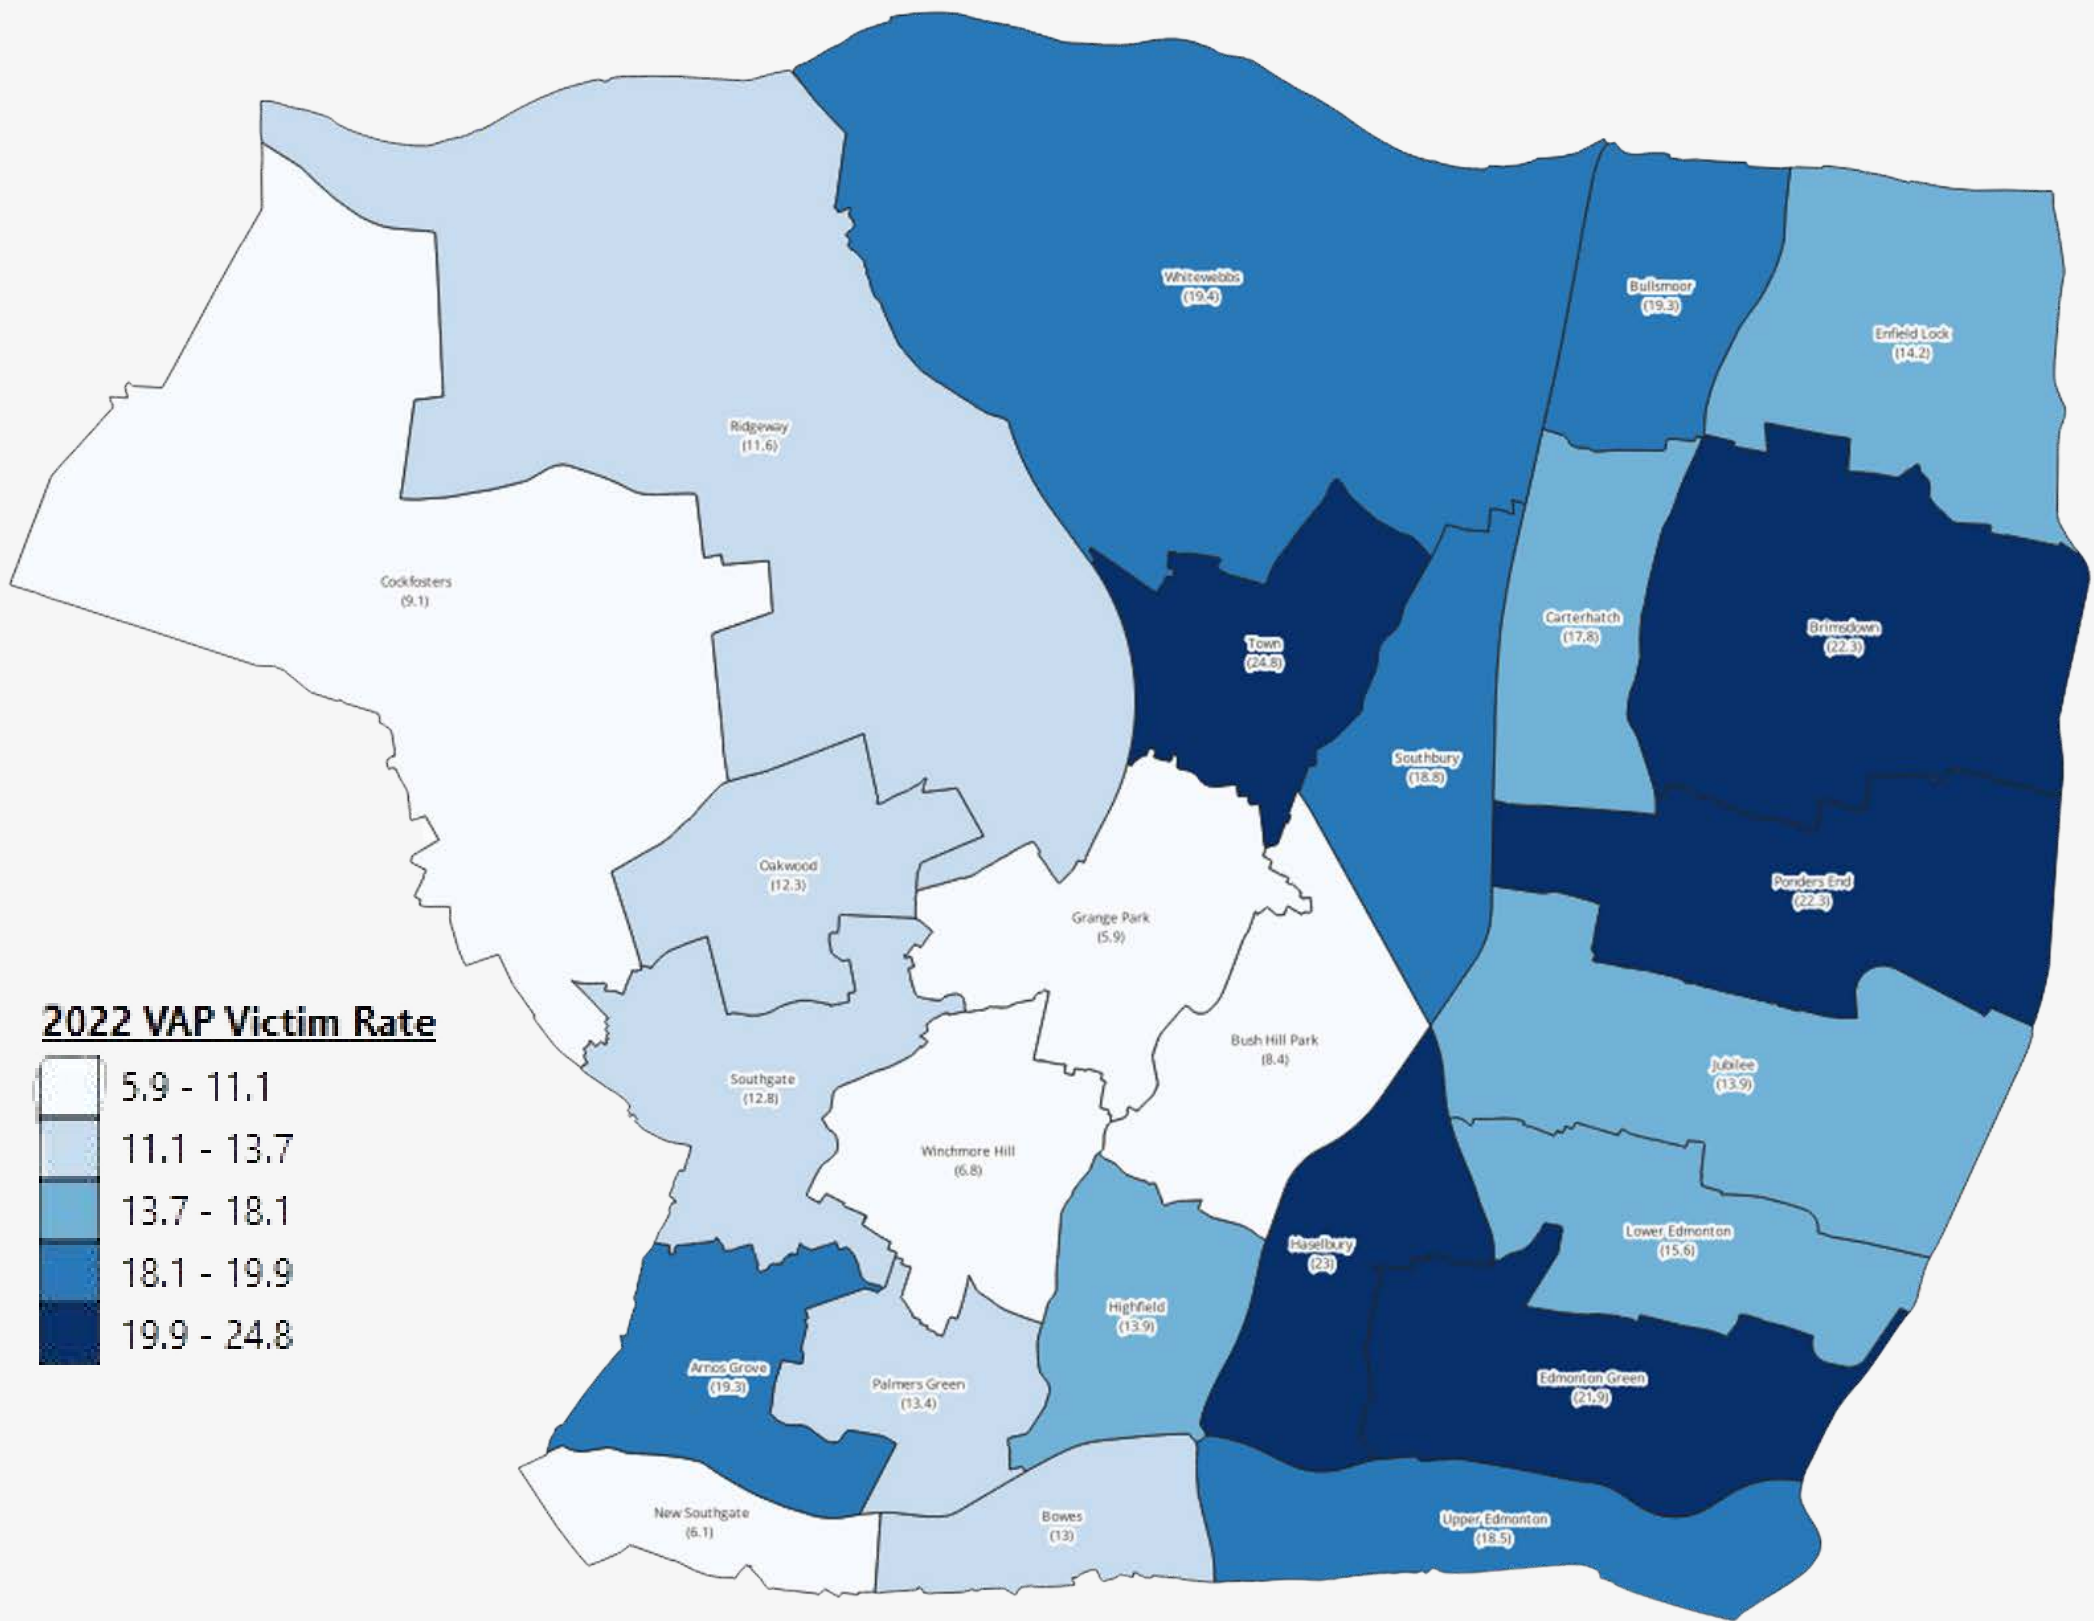 Whitewebbs
(19.4)
Bullsmoor
(19.3)
Enfield Lock
(14.2)
Ridgeway
(11.6)
Cockfosters
(9.1)
Town
(24.8)
Carterhatch
(17.8)
Brimsdown
(22.3)
Southbury
(18.8)
Oakwood
(12.3)
Ponders End
(22.3)
Grange Park
(5.9)
Bush Hill Park
(8.4)
Jubilee
(13.9)
Southgate
(12.8)
Winchmore Hill
(6.8)
Haselbury
(23)
Lower Edmonton
(15.6)
Highfield
(13.9)
Arnos Grove
(19.3)
Palmers Green
(13.4)
Edmonton Green
(21.9)
New Southgate
(6.1)
Bowes
(13)
Upper Edmonton
(18.5)
2022 VAP Victim Rate
5.9 - 11.1
11.1 - 13.7
13.7 - 18.1
18.1 - 19.9
19.9 - 24.8